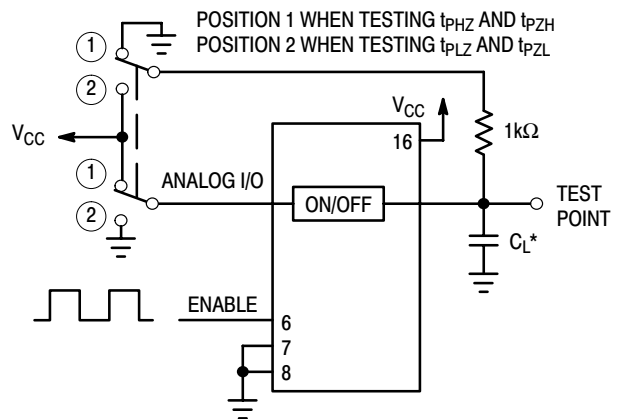 POSITION 1 WHEN TESTING tPHZ AND tPZH
POSITION 2 WHEN TESTING tPLZ AND tPZL
1
2
VCC
VCC
16
1kΩ
1
ANALOG I/O
ON/OFF
TEST
POINT
2
CL*
ENABLE
6
7
8